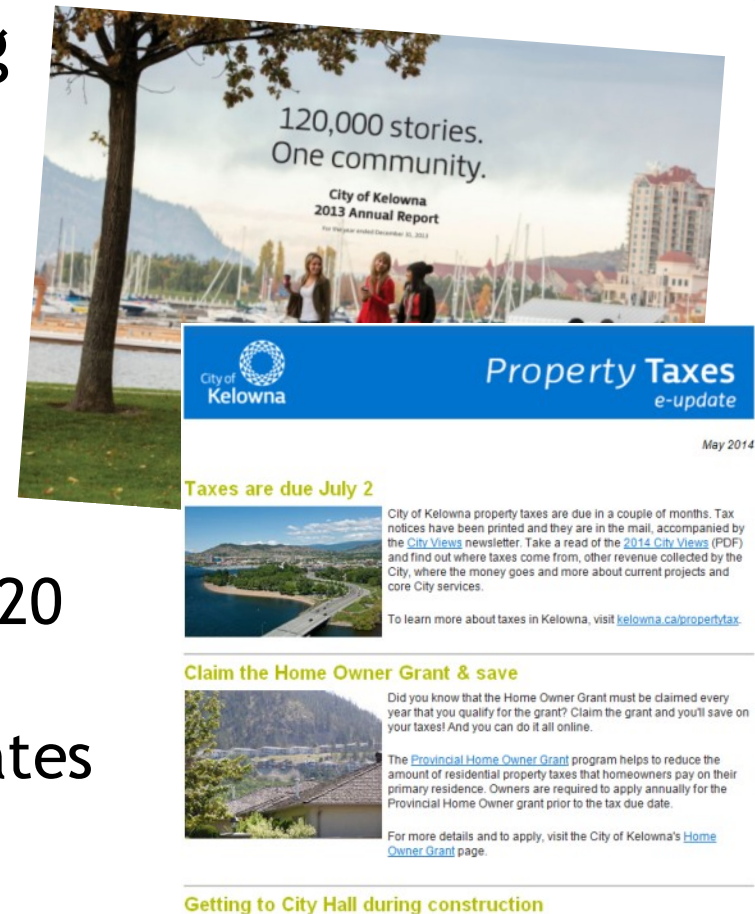 g
120,000 stories.
One community.
City of Kelowna
2013 Annual Report
For the year ended December 31, 2013
City of
Kelowna
Property Taxes
e-update
May 2014
Taxes are due July 2
City of Kelowna property taxes are due in a couple of months. Tax
notices have been printed and they are in the mail, accompanied by
the City Views newsletter. Take a read of the 2014 City Views (PDF)
and find out where taxes come from, other revenue collected by the
City, where the money goes and more about current projects and
core City services.
To learn more about taxes in Kelowna, visit kelowna.ca/propertytax.
20
Claim the Home Owner Grant & save
Did you know that the Home Owner Grant must be claimed every
year that you qualify for the grant? Claim the grant and you'll save on
your taxes! And you can do it all online.
ates
The Provincial Home Owner Grant program helps to reduce the
amount of residential property taxes that homeowners pay on their
primary residence. Owners are required to apply annually for the
Provincial Home Owner grant prior to the tax due date.
For more details and to apply, visit the City of Kelowna's Home
Owner Grant page.
Getting to City Hall during construction